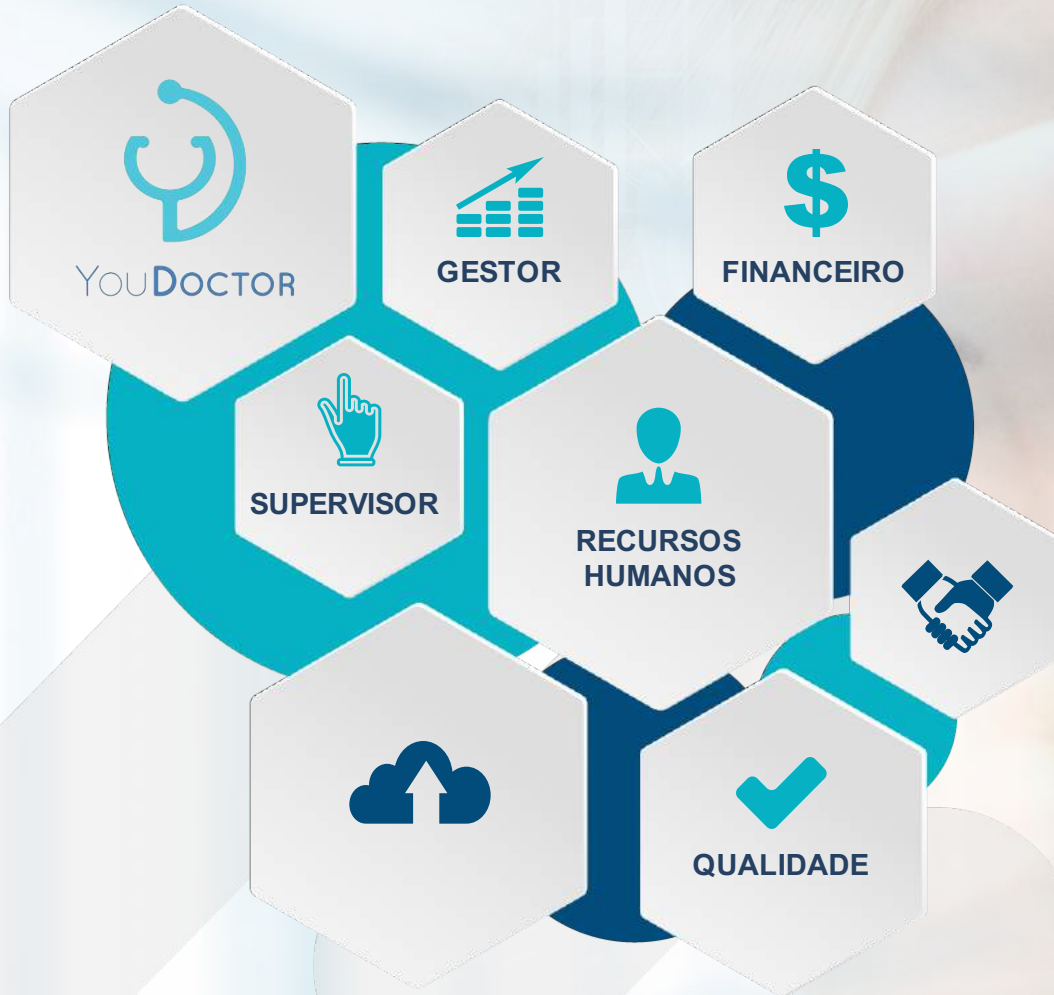 YOUDOCTOR
GESTOR
$
FINANCEIRO
SUPERVISOR
RECURSOS
HUMANOS
QUALIDADE